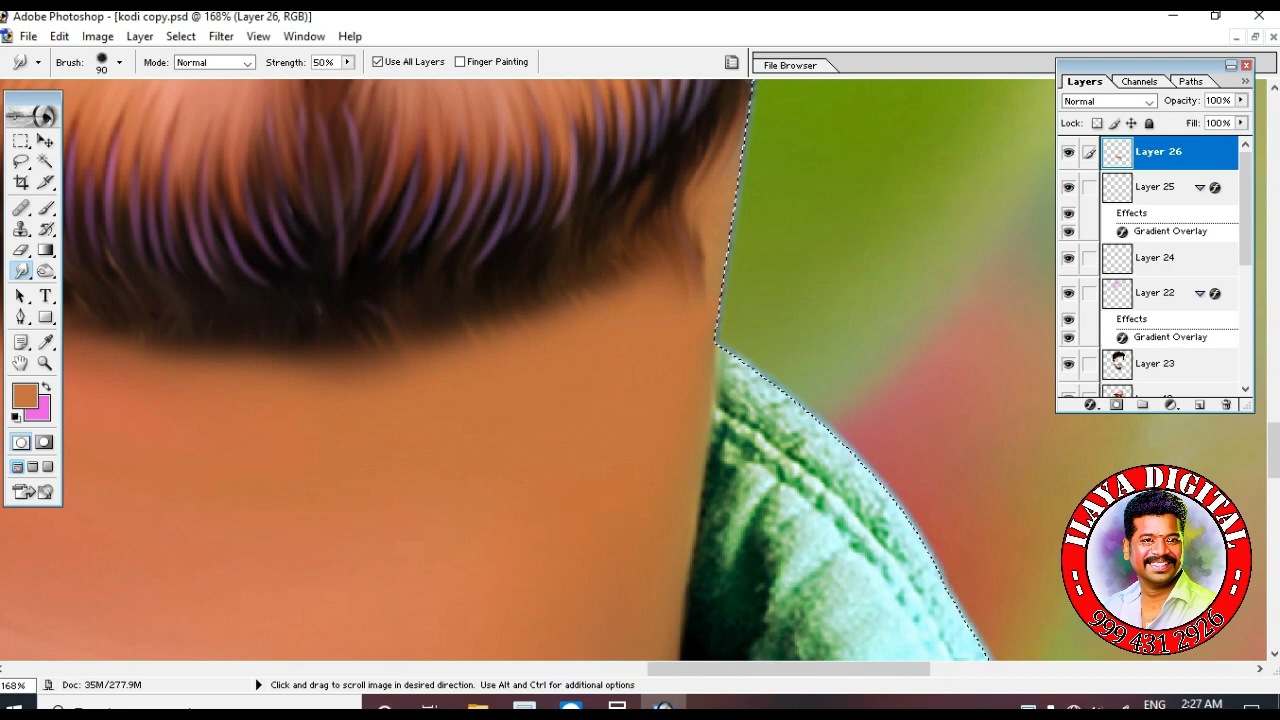 Adobe Photoshop - [kodi copy.psd @ 168% (Layer 26, RGB)]
File Edit Image Layer Select Filter View Window Help
Brush: 90 Mode: Normal Strength: 50% Use All Layers Finger Painting
File Browser
Layers Channels Paths
Normal Opacity: 100%
Lock: Fill: 100%
Layer 26
Layer 25
Effects
Gradient Overlay
Layer 24
Layer 22
Effects
Gradient Overlay
Layer 23
ILAYA DIGITAL
999 431 2926
168% Doc: 35M/277.9M Click and drag to scroll image in desired direction. Use Alt and Ctrl for additional options
ENG 2:27 AM